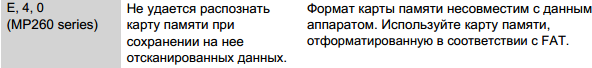 E, 4, 0
(MP260 series)
Не удается распознать
карту памяти при
сохранении на нее
отсканированных данных.
Формат карты памяти несовместим с данным
аппаратом. Используйте карту памяти,
отформатированную в соответствии с FAT.